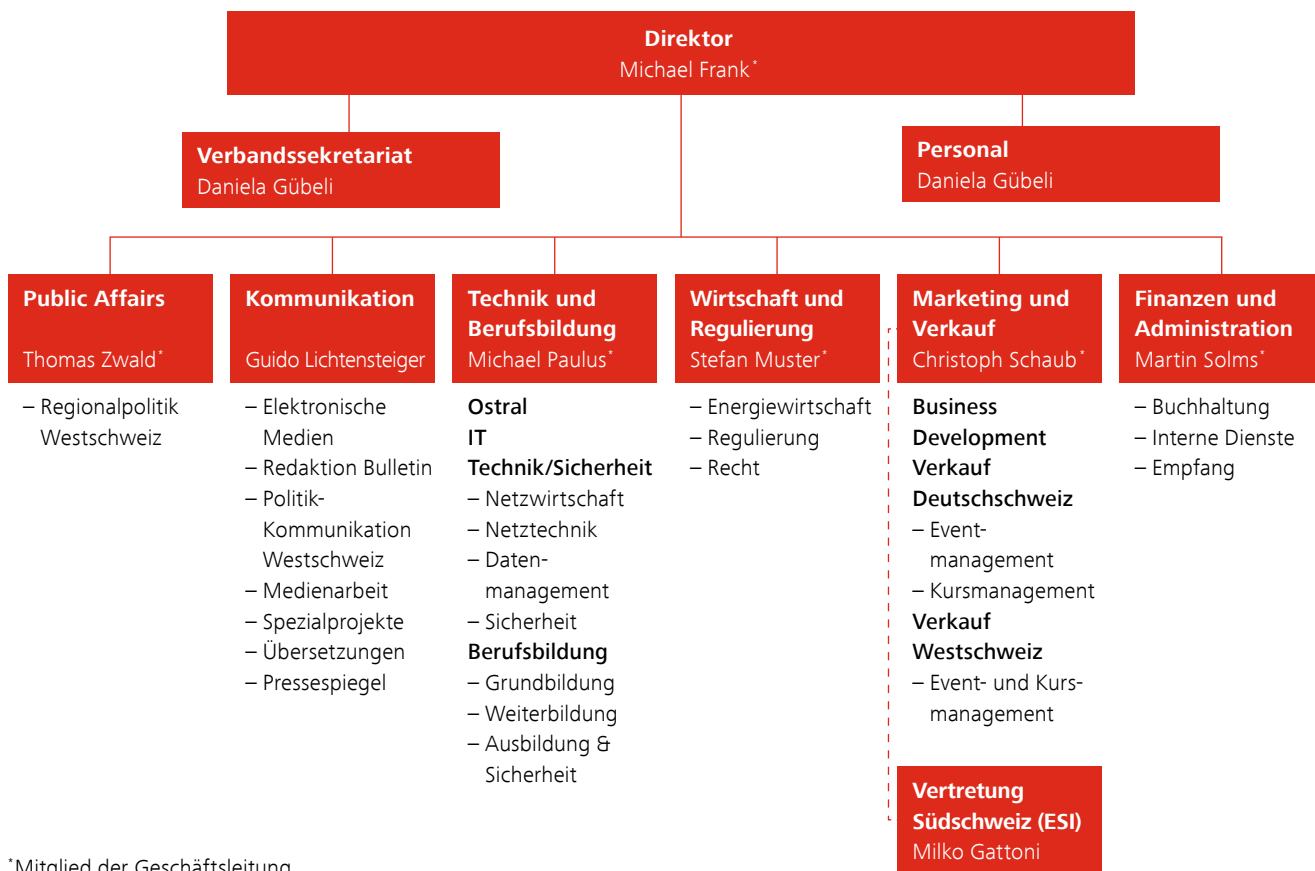 Direktor
Michael Frank*
Verbandssekretariat
Daniela Gübeli
Personal
Daniela Gübeli
Public Affairs
Thomas Zwald*
– Regionalpolitik
Westschweiz
Kommunikation
Guido Lichtensteiger
– Elektronische
Medien
– Redaktion Bulletin
– Politik-
Kommunikation
Westschweiz
– Medienarbeit
– Spezialprojekte
– Übersetzungen
– Pressespiegel
Technik und
Berufsbildung
Michael Paulus*
Ostral
IT
Technik/Sicherheit
– Netzwirtschaft
– Netztechnik
– Daten-
management
– Sicherheit
Berufsbildung
– Grundbildung
– Weiterbildung
– Ausbildung &
Sicherheit
Wirtschaft und
Regulierung
Stefan Muster*
– Energiewirtschaft
– Regulierung
– Recht
Marketing und
Verkauf
Christoph Schaub*
Business
Development
Verkauf
Deutschschweiz
– Event-
management
– Kursmanagement
Verkauf
Westschweiz
– Event- und Kurs-
management
Vertretung
Südschweiz (ESI)
Milko Gattoni
Finanzen und
Administration
Martin Solms*
– Buchhaltung
– Interne Dienste
– Empfang
*Mitglied der Geschäftsleitung